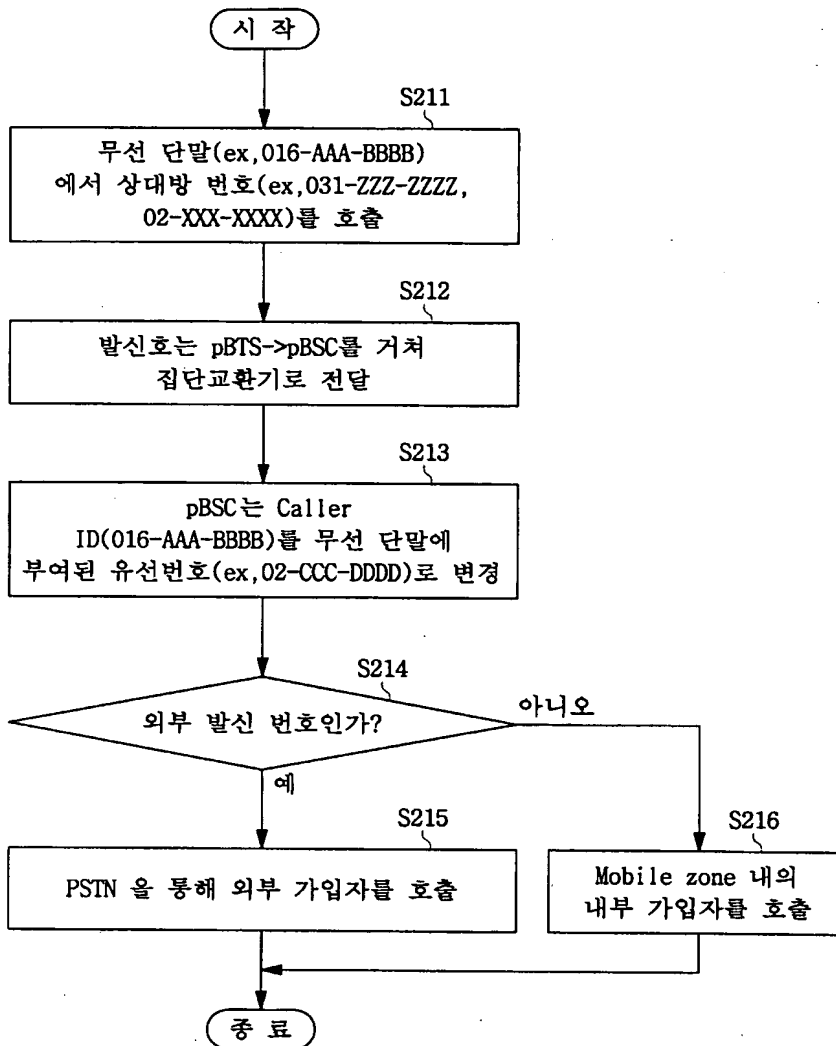 시 작
S211
무선 단말(ex,016-AAA-BBBB)
에서 상대방 번호(ex,031-ZZZ-ZZZZ,
02-XXX-XXXX)를 호출
S212
발신호는 pBTS->pBSC를 거쳐
집단교환기로 전달
S213
pBSC는 Caller
ID(016-AAA-BBBB)를 무선 단말에
부여된 유선번호(ex,02-CCC-DDDD)로 변경
S214
외부 발신 번호인가?
아니오
예
S215
PSTN 을 통해 외부 가입자를 호출
S216
Mobile zone 내의
내부 가입자를 호출
종 료